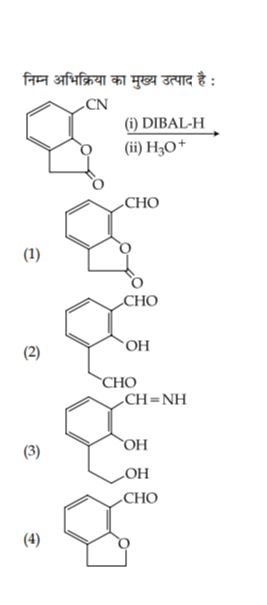 निम्न अभिक्रिया का मुख्य उत्पाद है :
CN
(i) DIBAL-H
O
(ii) H₃O⁺
O
CHO
(1)
O
O
CHO
(2)
OH
CHO
CH=NH
(3)
OH
OH
CHO
(4)
O